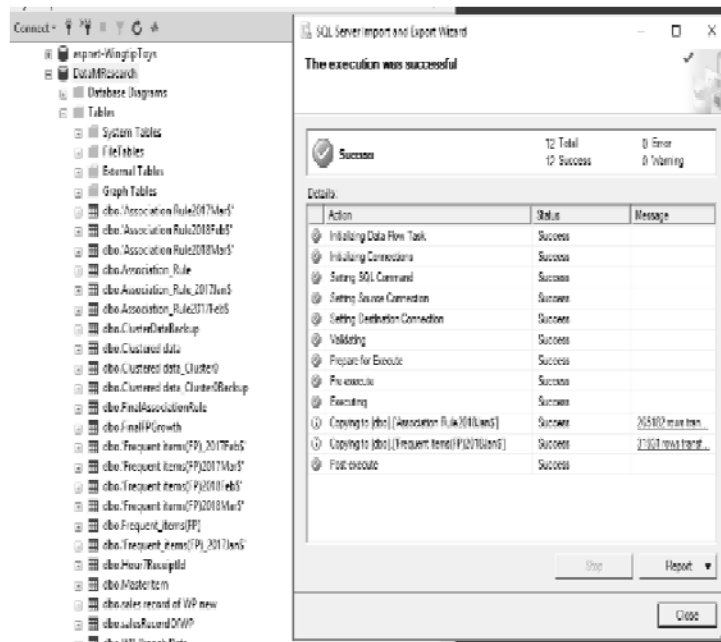 Connect
aspnet-WingtipToys
DataMResearch
Database Diagrams
Tables
System Tables
FileTables
External Tables
Graph Tables
dbo.'Association Rule2017Mar$'
dbo.'Association Rule2018Feb$'
dbo.'Association Rule2018Mar$'
dbo.Association_Rule
dbo.Association_Rule_2017Jan$
dbo.Association_Rule2017Feb$
dbo.ClusterDataBackup
dbo.Clustered data
dbo.Clustered data_Cluster0
dbo.Clustered data_Cluster0Backup
dbo.FinalAssociationRule
dbo.FinalFPGrowth
dbo.'Frequent items(FP)_2017Feb$'
dbo.'Frequent items(FP)2017Mar$'
dbo.'Frequent items(FP)2018Feb$'
dbo.'Frequent items(FP)2018Mar$'
dbo.Frequent_items(FP)
dbo.'Frequent_items(FP)_2017Jan$'
dbo.Hour7ReceiptId
dbo.MasterItem
dbo.sales record of WP new
dbo.salesRecordOfWP
SQL Server Import and Export Wizard
The execution was successful
Success
12 Total
0 Error
12 Success
0 Warning
Details:
Action Status Message
Initializing Data Flow Task Success
Initializing Connections Success
Setting SQL Command Success
Setting Source Connection Success
Setting Destination Connection Success
Validating Success
Prepare for Execute Success
Pre-execute Success
Executing Success
Copying to [dbo].['Association Rule2018Jan$'] Success rows tran...
Copying to [dbo].['Frequent items(FP)2018Jan$'] Success rows transf...
Post-execute Success
Stop
Report
Close